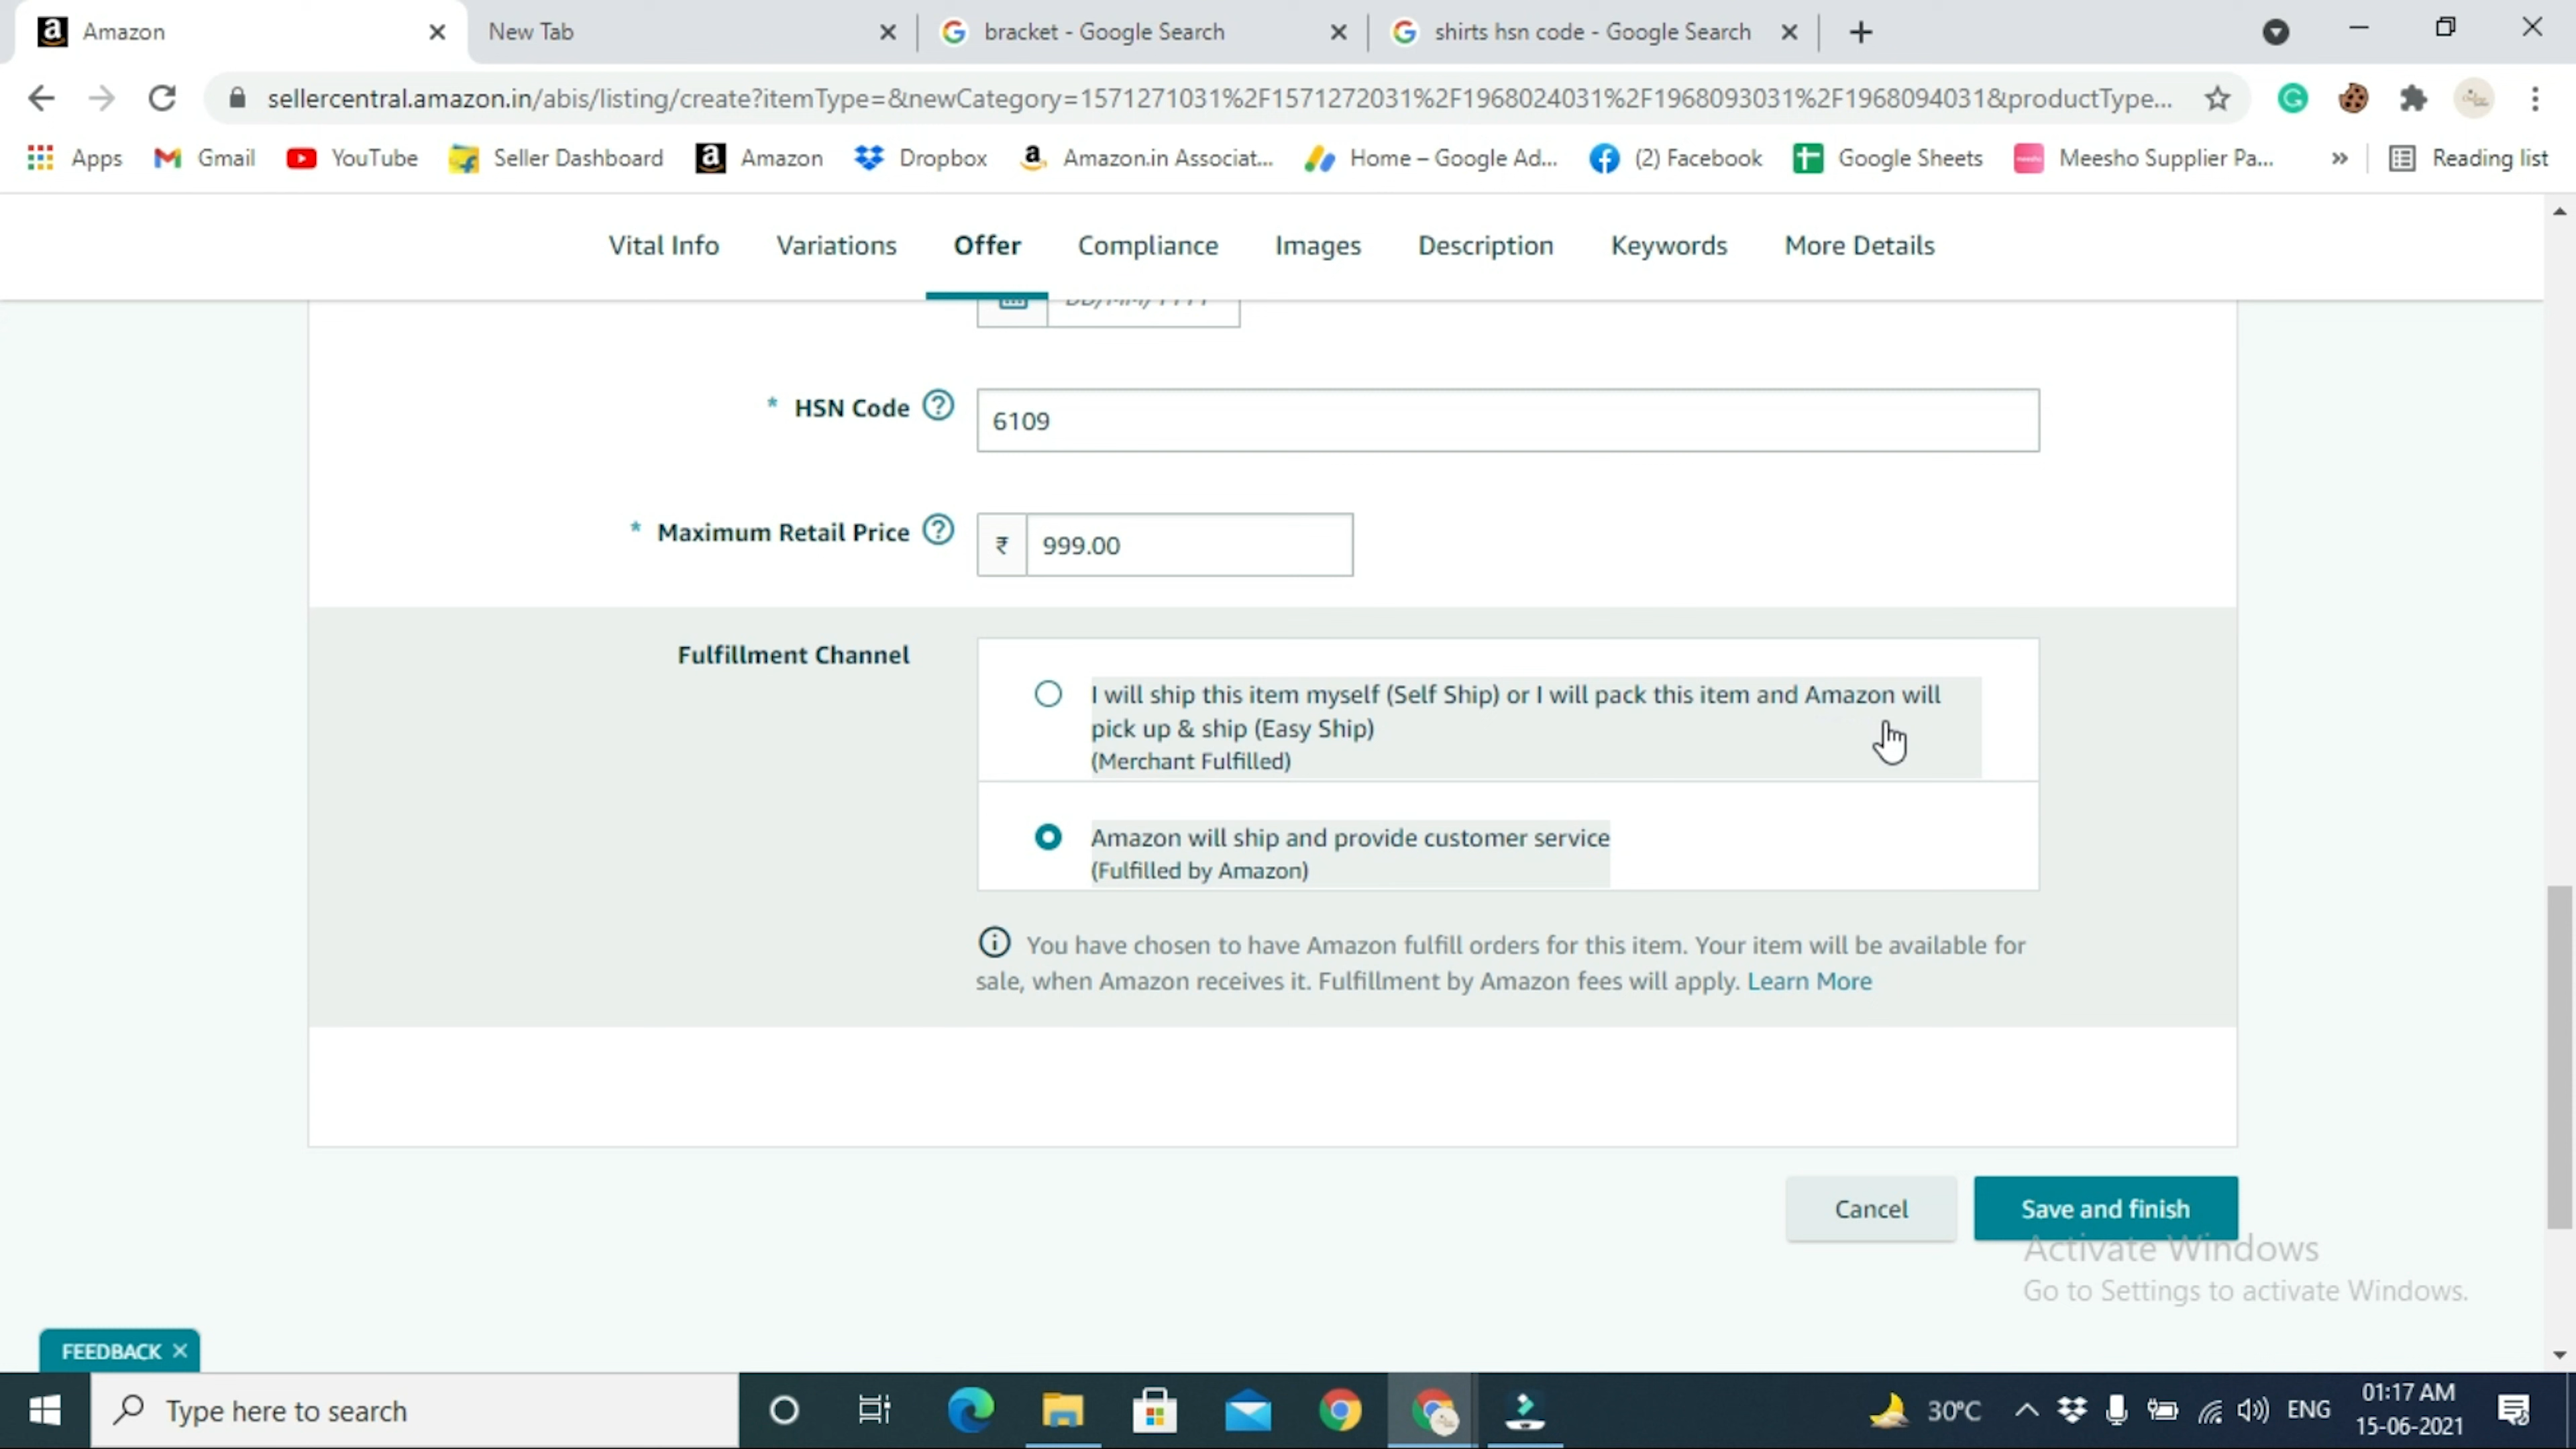 Amazon
New Tab
bracket - Google Search
shirts hsn code - Google Search
sellercentral.amazon.in/abis/listing/create?itemType=&newCategory=1571271031%2F1571272031%2F1968024031%2F1968093031%2F1968094031&productType...
Apps
Gmail
YouTube
Seller Dashboard
Amazon
Dropbox
Amazon.in Associat...
Home – Google Ad...
(2) Facebook
Google Sheets
Meesho Supplier Pa...
»
Reading list
Vital Info
Variations
Offer
Compliance
Images
Description
Keywords
More Details
DD/MM/YYYY
* HSN Code
6109
* Maximum Retail Price
₹ 999.00
Fulfillment Channel
I will ship this item myself (Self Ship) or I will pack this item and Amazon will
pick up & ship (Easy Ship)
(Merchant Fulfilled)
Amazon will ship and provide customer service
(Fulfilled by Amazon)
You have chosen to have Amazon fulfill orders for this item. Your item will be available for
sale, when Amazon receives it. Fulfillment by Amazon fees will apply. Learn More
Cancel
Save and finish
Activate Windows
Go to Settings to activate Windows.
FEEDBACK ×
Type here to search
30°C
ENG
01:17 AM
15-06-2021